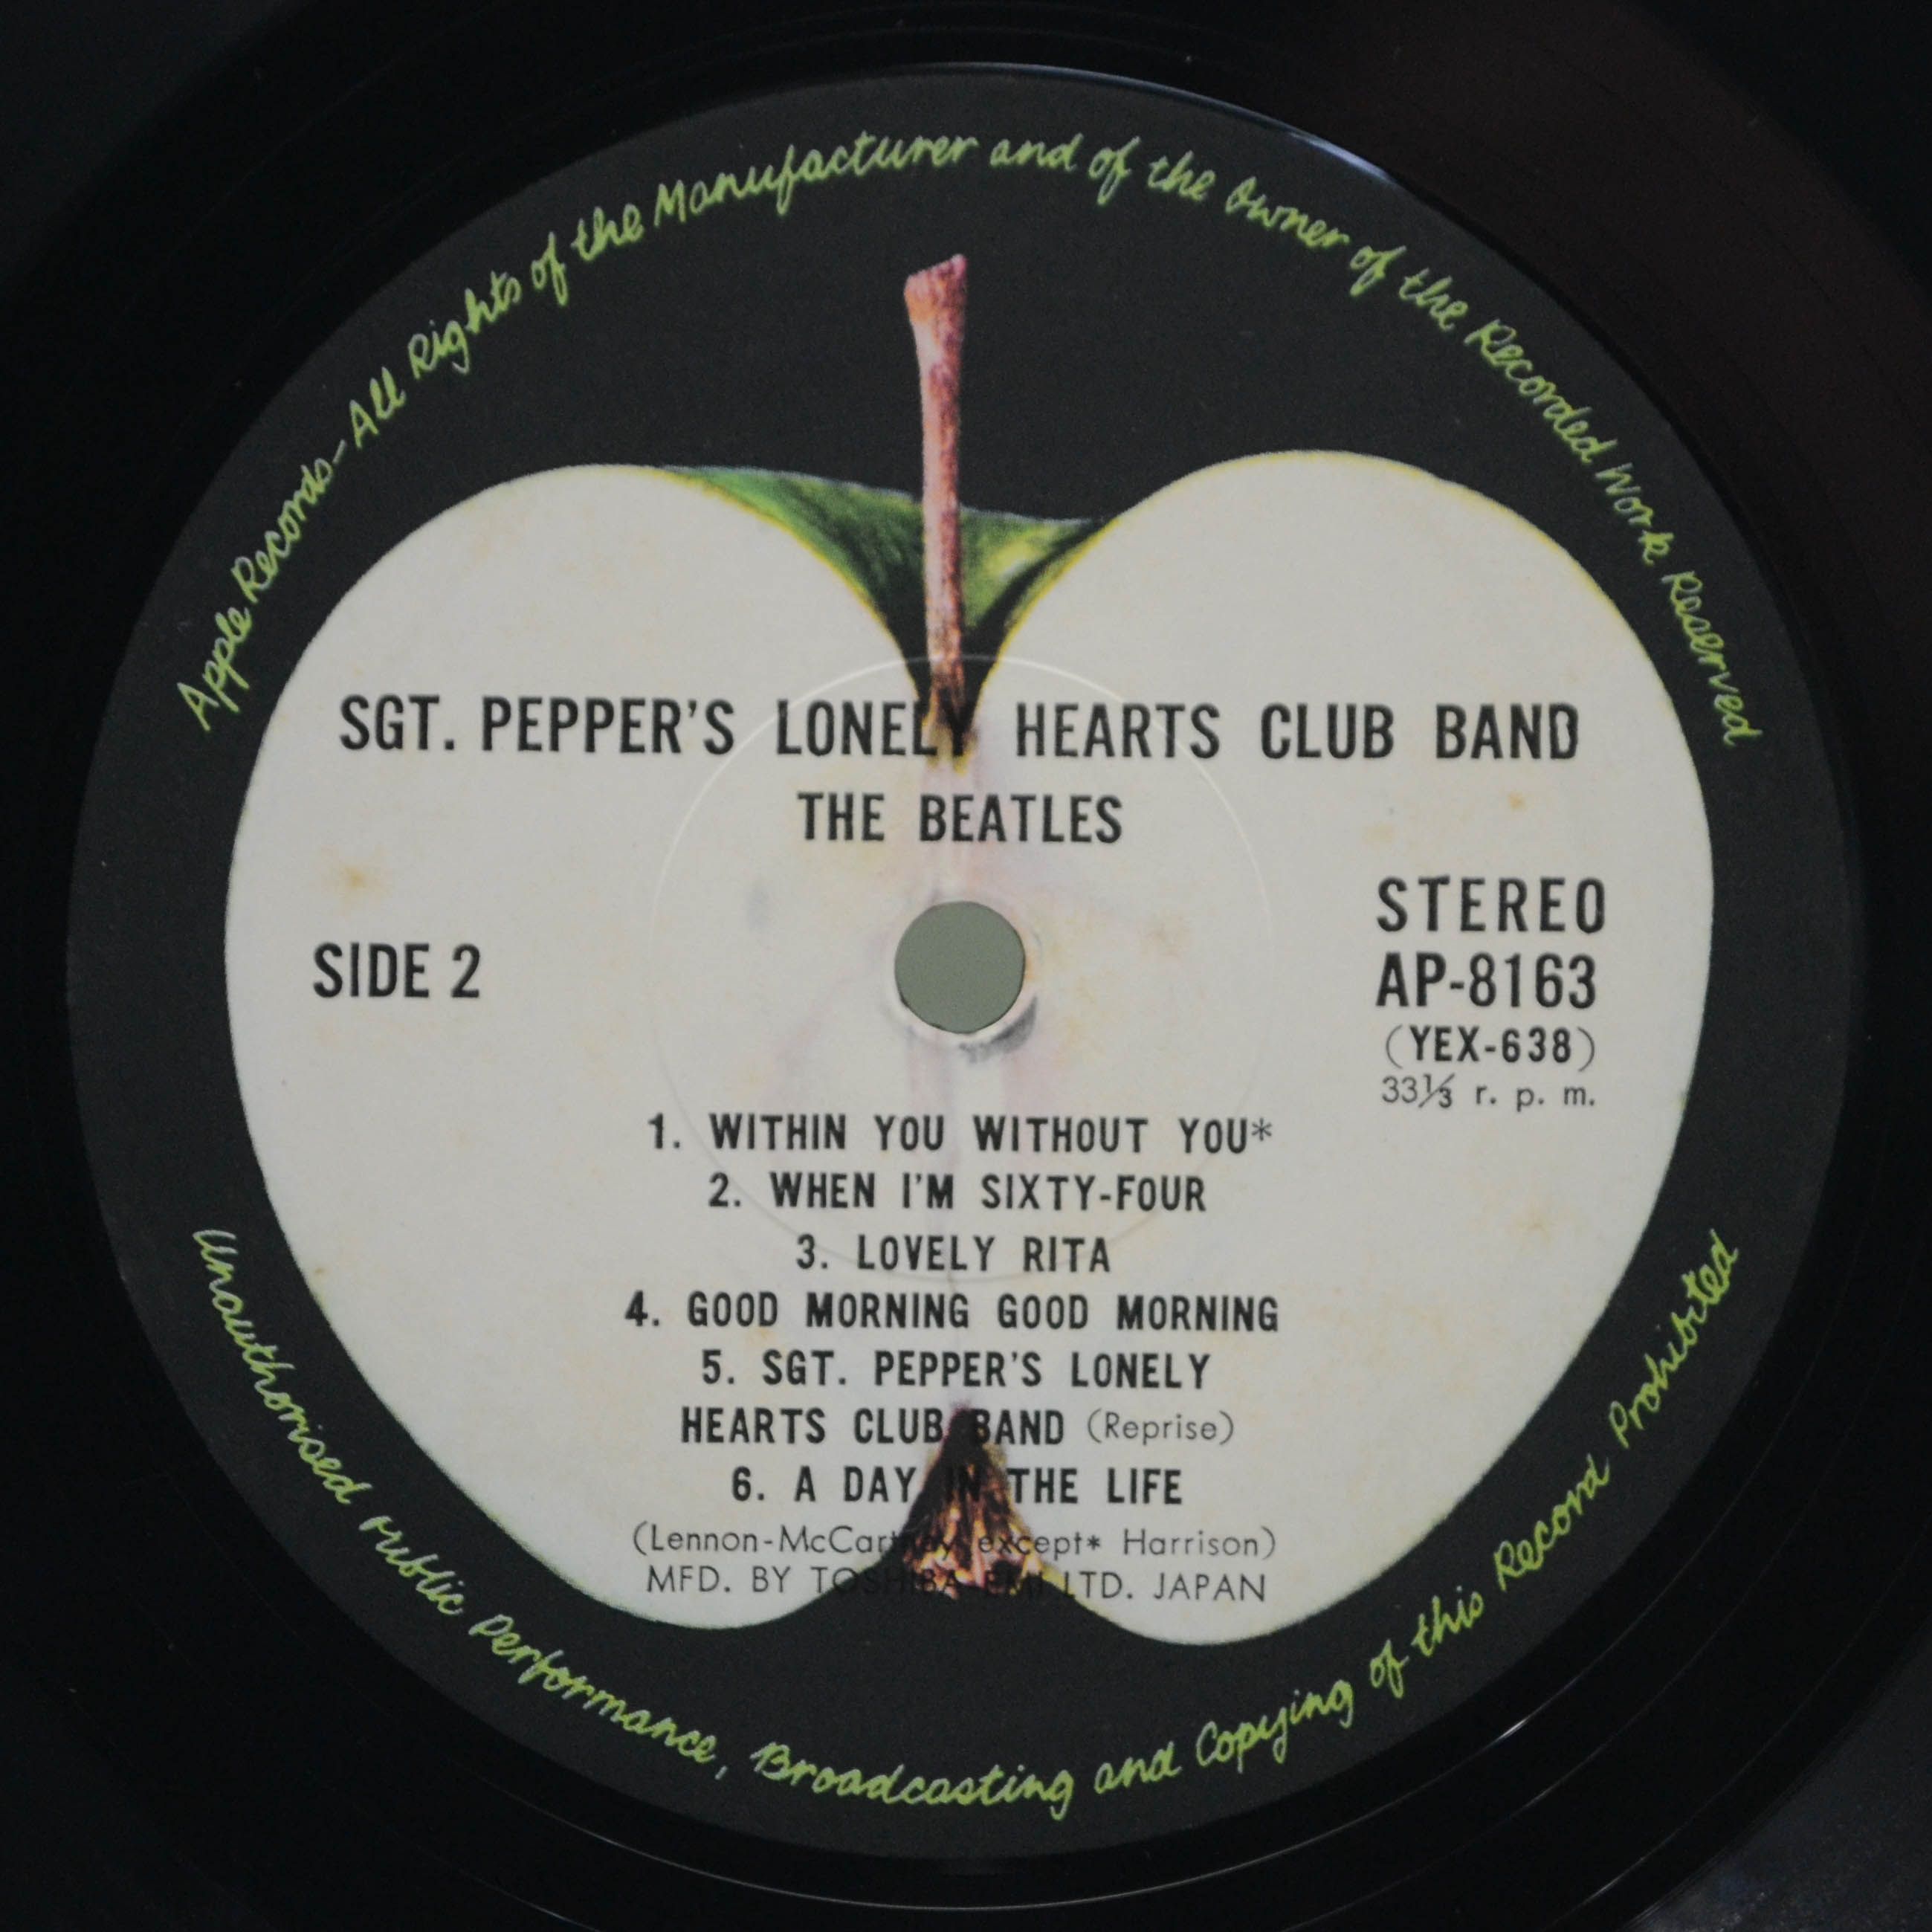 Apple Records - All Rights of the Manufacturer and of the Owner of the Recorded Work Reserved
SGT. PEPPER'S LONELY HEARTS CLUB BAND
THE BEATLES
SIDE 2
STEREO
AP-8163
(YEX-638)
33⅓ r. p. m.
1. WITHIN YOU WITHOUT YOU*
2. WHEN I'M SIXTY-FOUR
3. LOVELY RITA
4. GOOD MORNING GOOD MORNING
5. SGT. PEPPER'S LONELY
HEARTS CLUB BAND (Reprise)
6. A DAY IN THE LIFE
(Lennon-McCartney except* Harrison)
MFD. BY TOSHIBA EMI LTD. JAPAN
Unauthorised Public Performance, Broadcasting and Copying of this Record Prohibited